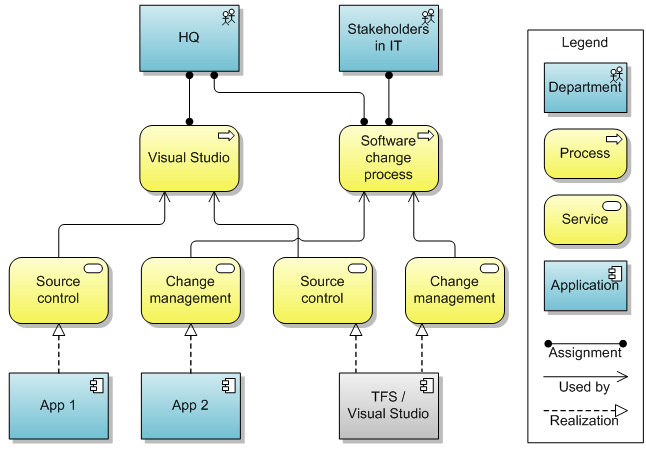 HQ
Stakeholders
in IT
Visual Studio
Software
change
process
Source
control
Change
management
Source
control
Change
management
App 1
App 2
TFS /
Visual Studio
Legend
Department
Process
Service
Application
Assignment
Used by
Realization